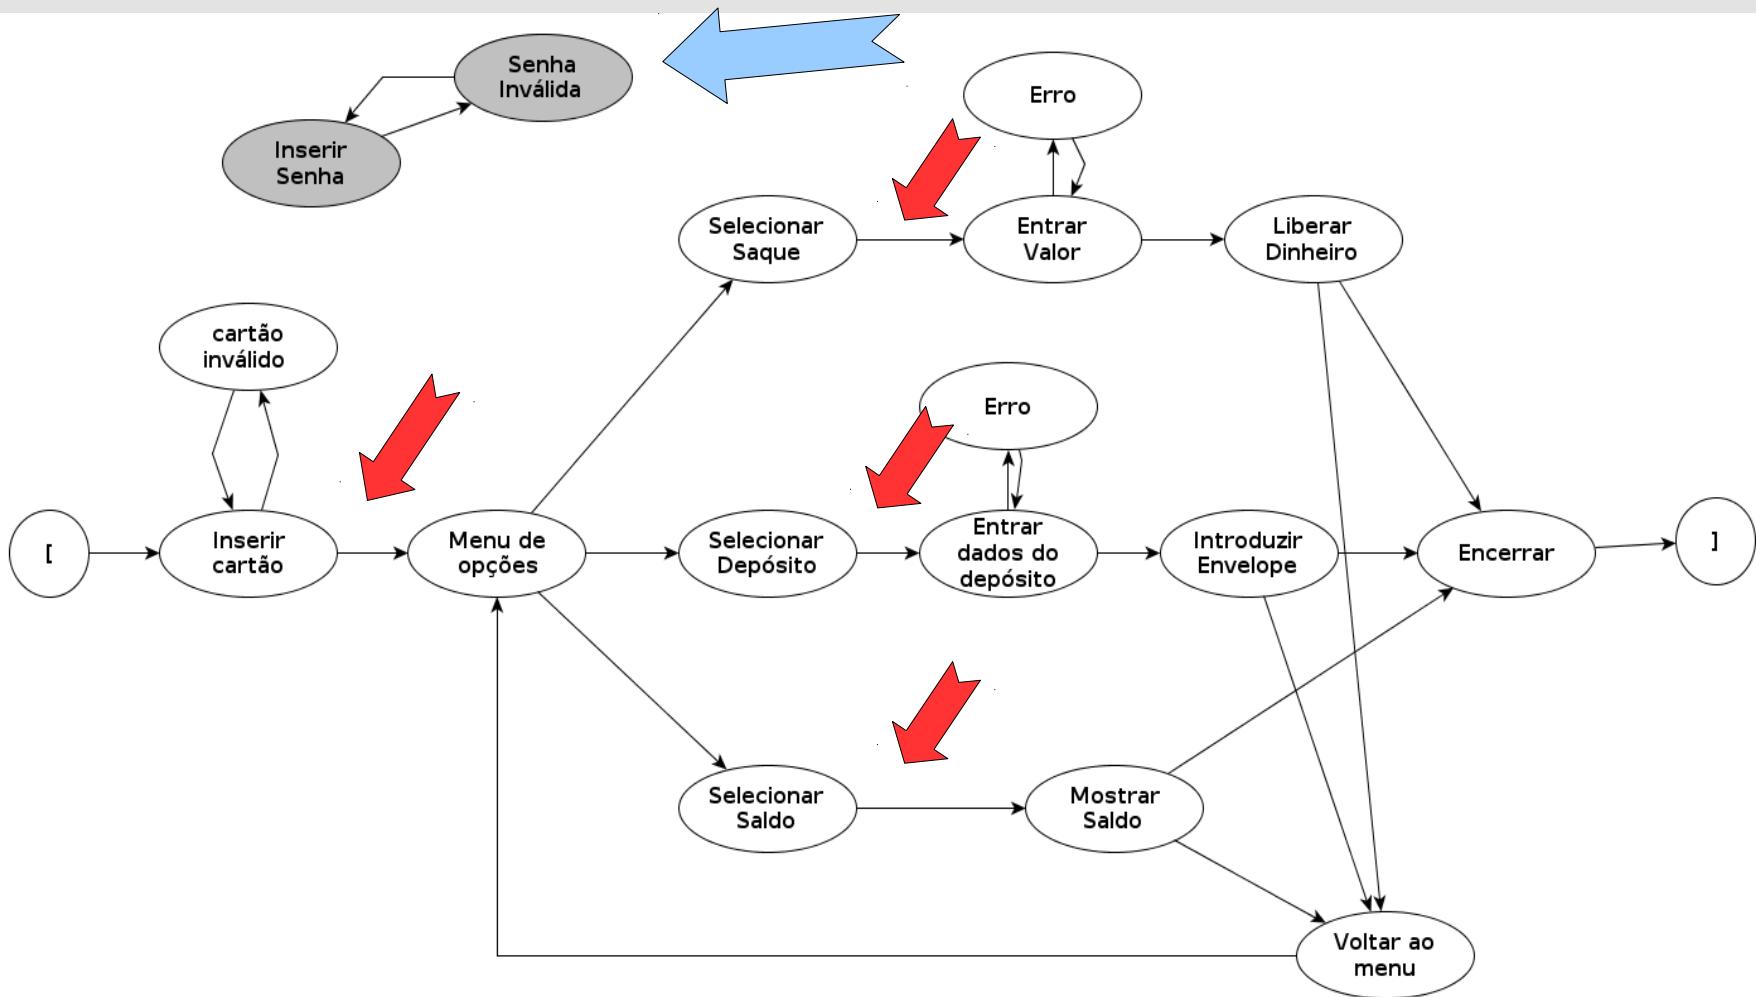 Senha
Inválida
Inserir
Senha
Erro
Selecionar
Saque
Entrar
Valor
Liberar
Dinheiro
cartão
inválido
Erro
[
Inserir
cartão
Menu de
opções
Selecionar
Depósito
Entrar
dados do
depósito
Introduzir
Envelope
Encerrar
]
Selecionar
Saldo
Mostrar
Saldo
Voltar ao
menu